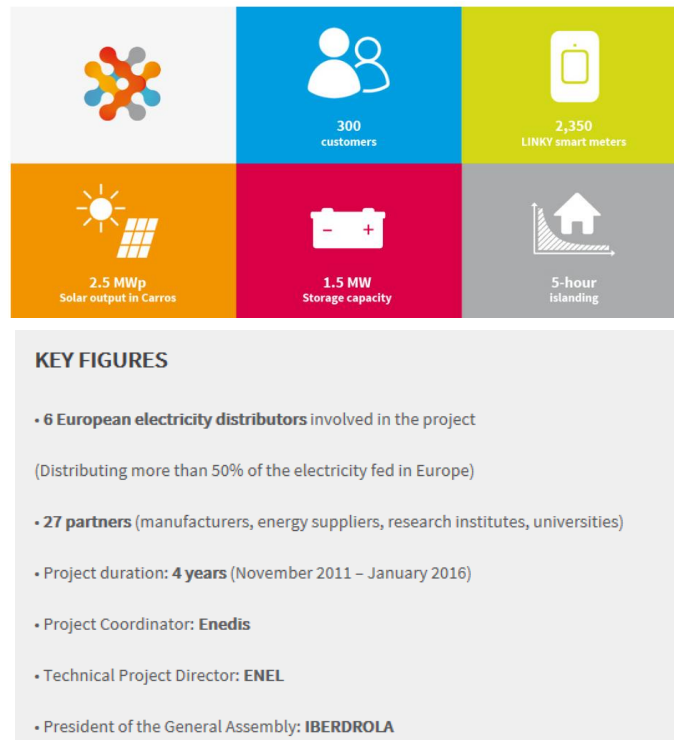 300
customers
2,350
LINKY smart meters
2.5 MWp
Solar output in Carros
1.5 MW
Storage capacity
5-hour
islanding
KEY FIGURES
• 6 European electricity distributors involved in the project
(Distributing more than 50% of the electricity fed in Europe)
• 27 partners (manufacturers, energy suppliers, research institutes, universities)
• Project duration: 4 years (November 2011 – January 2016)
• Project Coordinator: Enedis
• Technical Project Director: ENEL
• President of the General Assembly: IBERDROLA